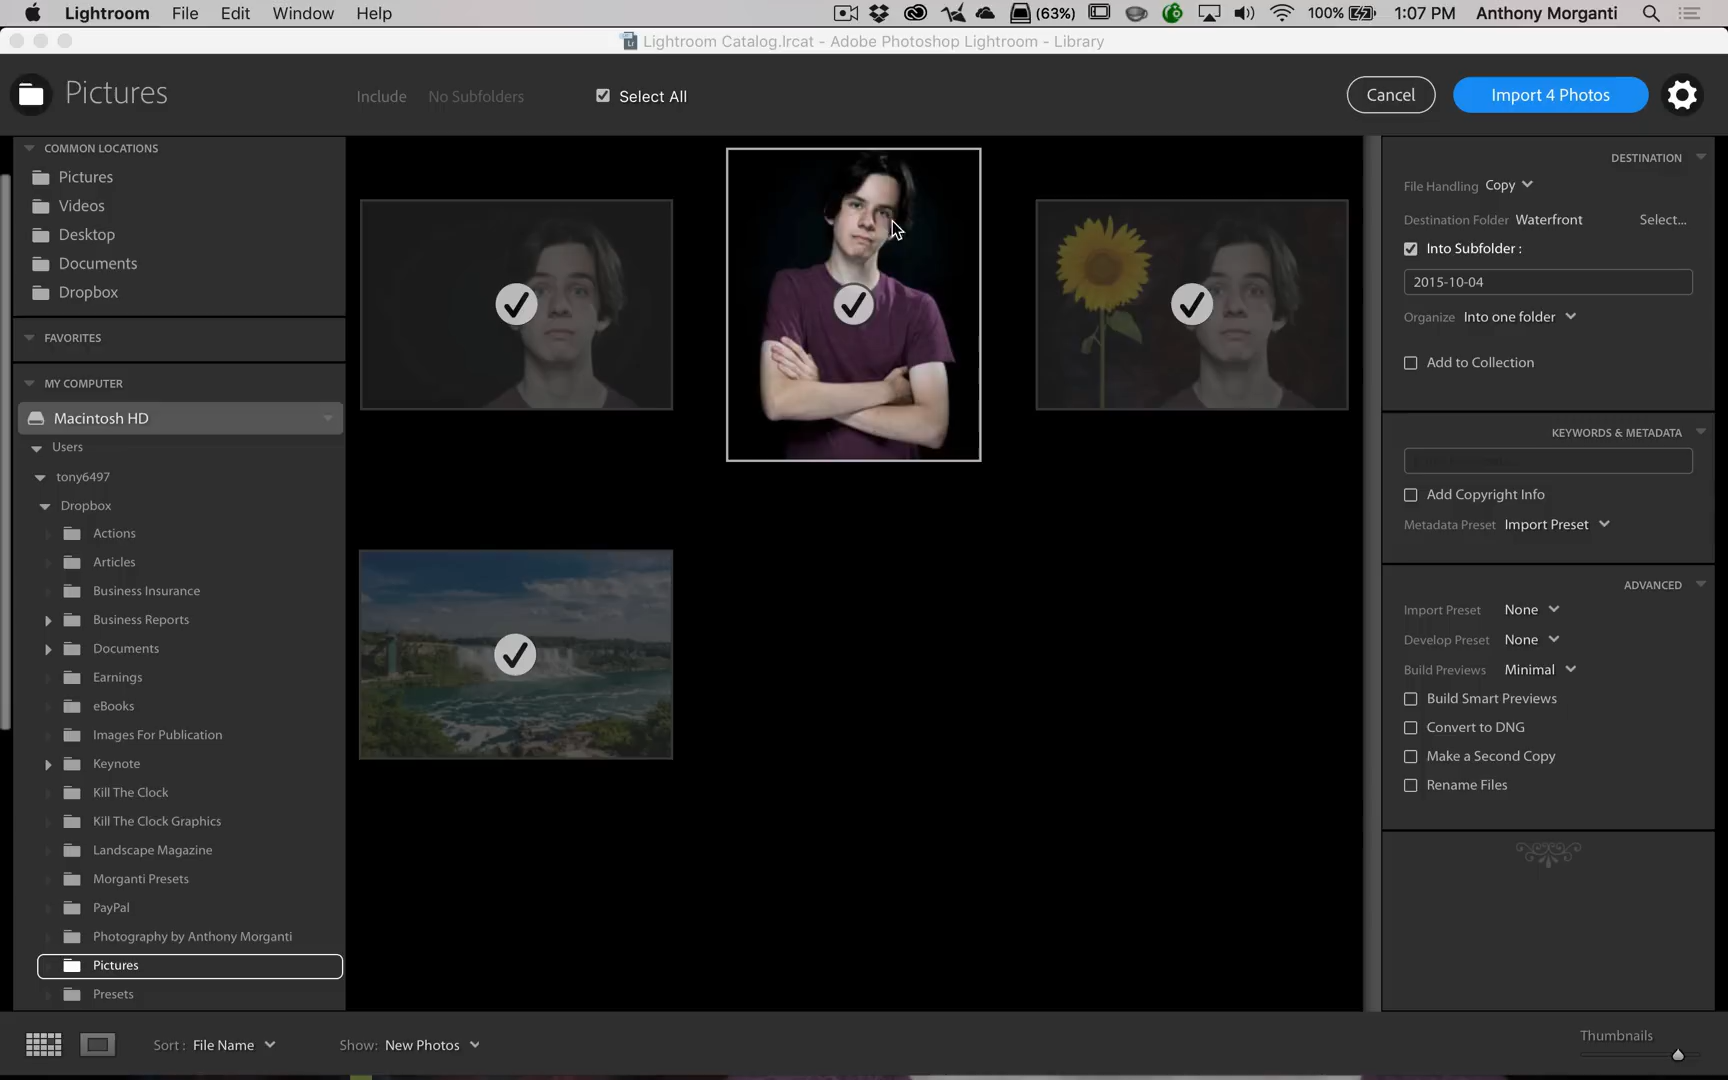 Lightroom File Edit Window Help (63%) 100% 1:07 PM Anthony Morganti
Lightroom Catalog.lrcat - Adobe Photoshop Lightroom - Library
Pictures
Include No Subfolders Select All
Cancel
Import 4 Photos
COMMON LOCATIONS
Pictures
Videos
Desktop
Documents
Dropbox
FAVORITES
MY COMPUTER
Macintosh HD
Users
tony6497
Dropbox
Actions
Articles
Business Insurance
Business Reports
Documents
Earnings
eBooks
Images For Publication
Keynote
Kill The Clock
Kill The Clock Graphics
Landscape Magazine
Morganti Presets
PayPal
Photography by Anthony Morganti
Pictures
Presets
DESTINATION
File Handling Copy
Destination Folder Waterfront Select...
Into Subfolder :
2015-10-04
Organize Into one folder
Add to Collection
KEYWORDS & METADATA
Add Copyright Info
Metadata Preset Import Preset
ADVANCED
Import Preset None
Develop Preset None
Build Previews Minimal
Build Smart Previews
Convert to DNG
Make a Second Copy
Rename Files
Sort : File Name Show: New Photos Thumbnails